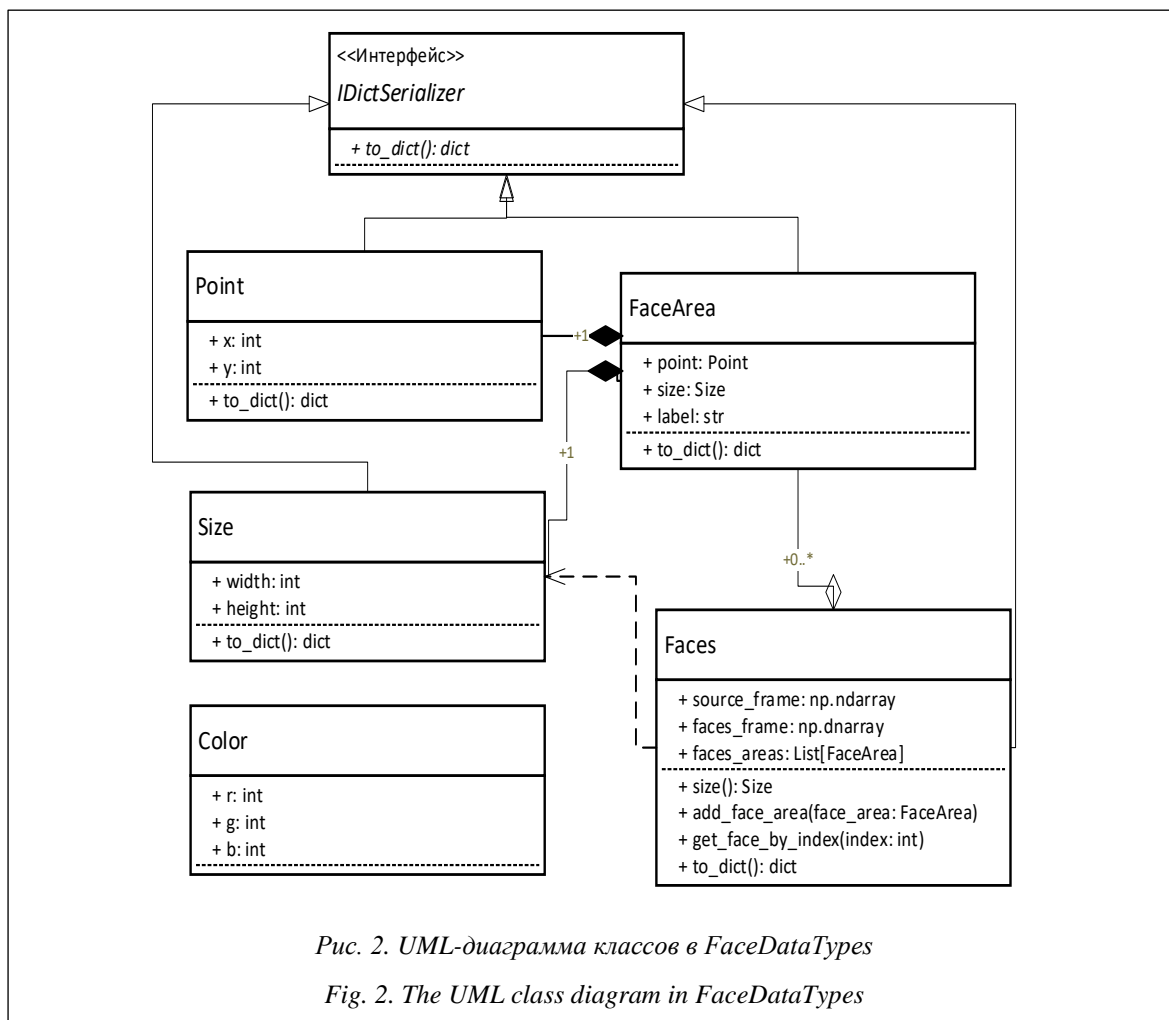 <<Интерфейс>>
IDictSerializer
+ to_dict(): dict
Point
+ x: int
+ y: int
+ to_dict(): dict
+1
FaceArea
+ point: Point
+ size: Size
+ label: str
+ to_dict(): dict
+1
Size
+ width: int
+ height: int
+ to_dict(): dict
+0..*
Faces
+ source_frame: np.ndarray
+ faces_frame: np.dnarray
+ faces_areas: List[FaceArea]
+ size(): Size
+ add_face_area(face_area: FaceArea)
+ get_face_by_index(index: int)
+ to_dict(): dict
Color
+ r: int
+ g: int
+ b: int
Рис. 2. UML-диаграмма классов в FaceDataTypes
Fig. 2. The UML class diagram in FaceDataTypes